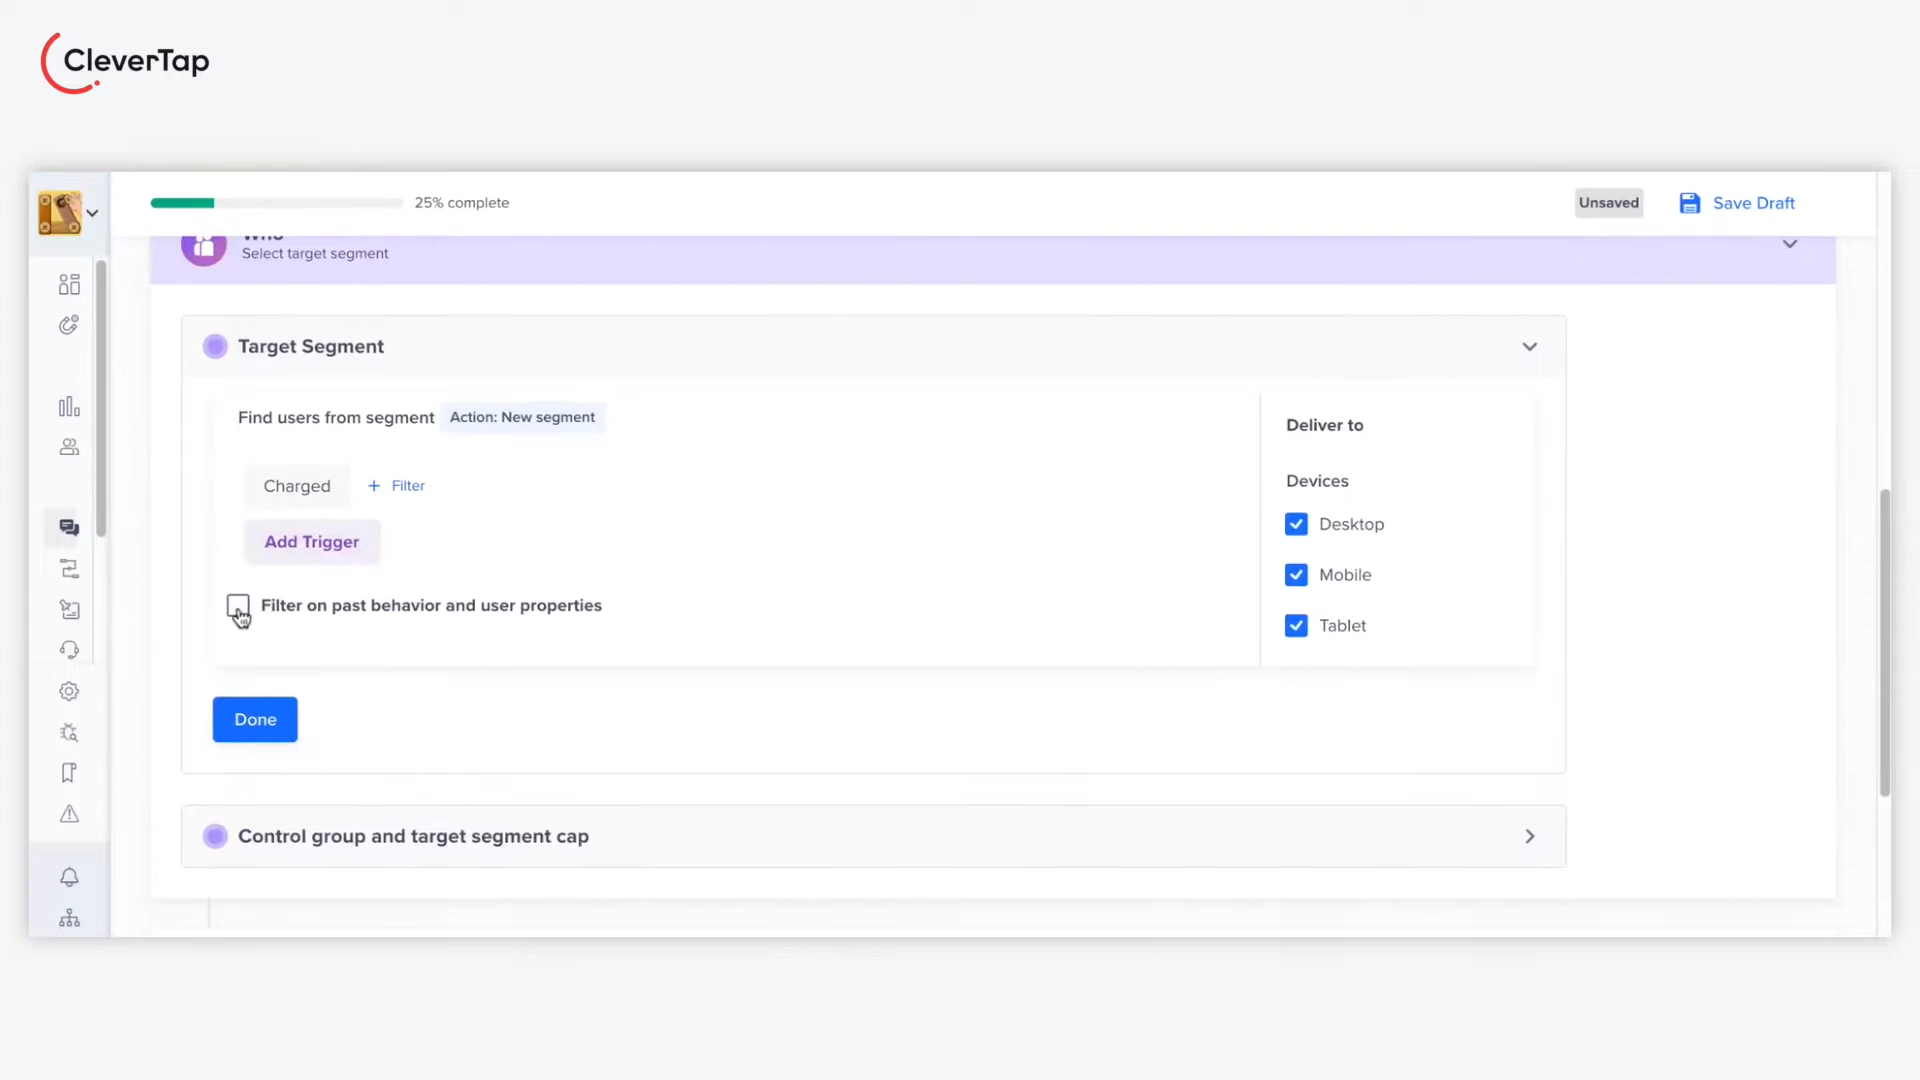 CleverTap
25% complete
Unsaved
Save Draft
Who
Select target segment
Target Segment
Find users from segment
Action: New segment
Charged
+ Filter
Add Trigger
Filter on past behavior and user properties
Deliver to
Devices
Desktop
Mobile
Tablet
Done
Control group and target segment cap